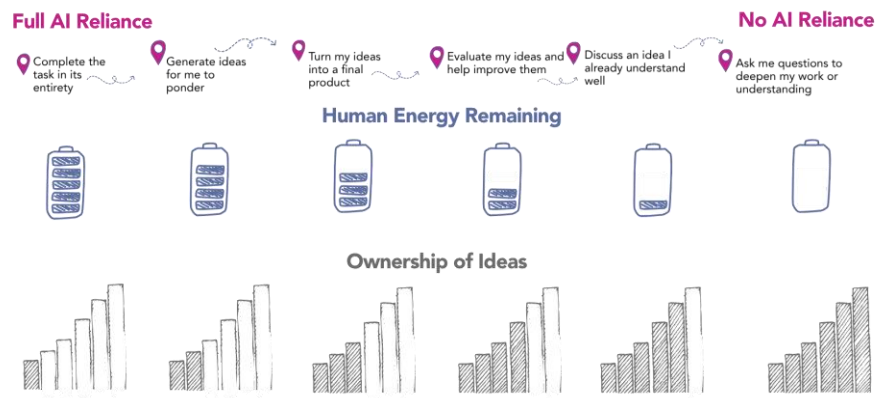 Full AI Reliance
No AI Reliance
Complete the
task in its
entirety
Generate ideas
for me to
ponder
Turn my ideas
into a final
product
Evaluate my ideas and
help improve them
Discuss an idea I
already understand
well
Ask me questions to
deepen my work or
understanding
Human Energy Remaining
Ownership of Ideas